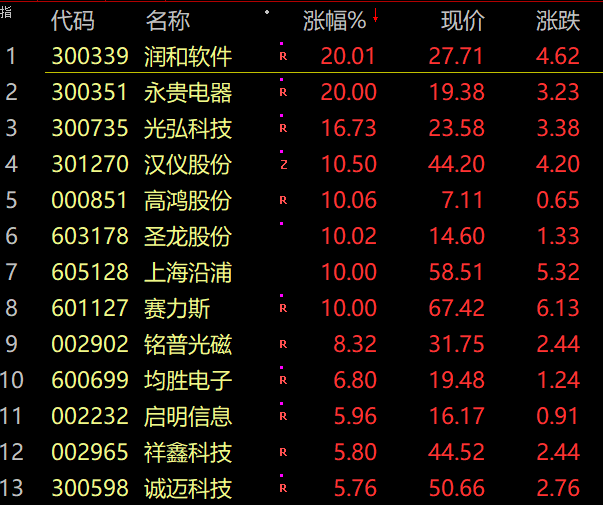 指 代码 名称 涨幅% ↓ 现价 涨跌
1 300339 润和软件 R 20.01 27.71 4.62
2 300351 永贵电器 R 20.00 19.38 3.23
3 300735 光弘科技 R 16.73 23.58 3.38
4 301270 汉仪股份 Z 10.50 44.20 4.20
5 000851 高鸿股份 R 10.06 7.11 0.65
6 603178 圣龙股份 10.02 14.60 1.33
7 605128 上海沿浦 10.00 58.51 5.32
8 601127 赛力斯 R 10.00 67.42 6.13
9 002902 铭普光磁 R 8.32 31.75 2.44
10 600699 均胜电子 R 6.80 19.48 1.24
11 002232 启明信息 R 5.96 16.17 0.91
12 002965 祥鑫科技 R 5.80 44.52 2.44
13 300598 诚迈科技 R 5.76 50.66 2.76